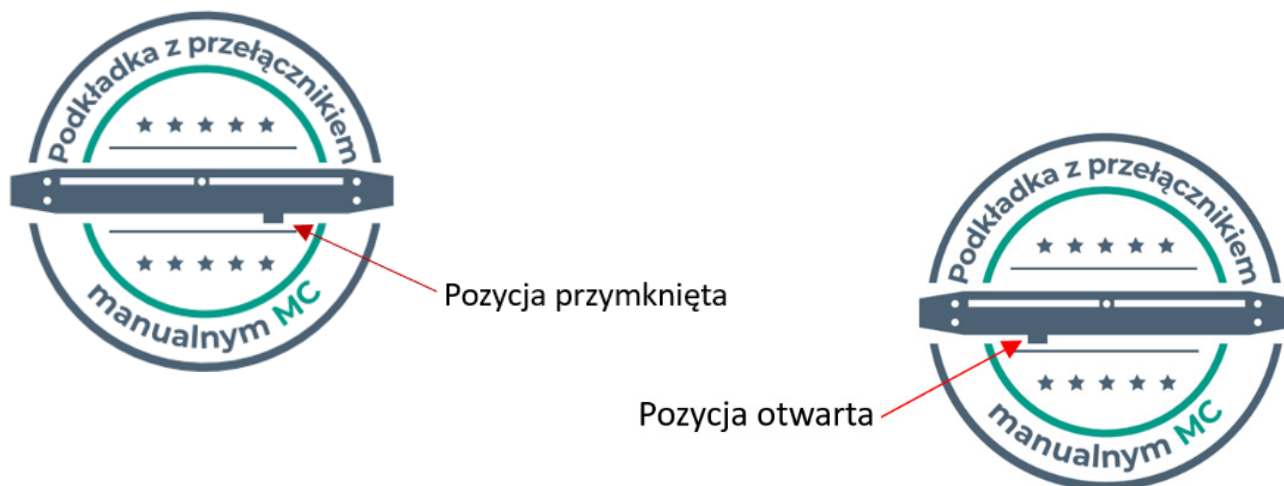 Podkładka z przełącznikiem
manualnym MC
Pozycja przymknięta
Podkładka z przełącznikiem
manualnym MC
Pozycja otwarta